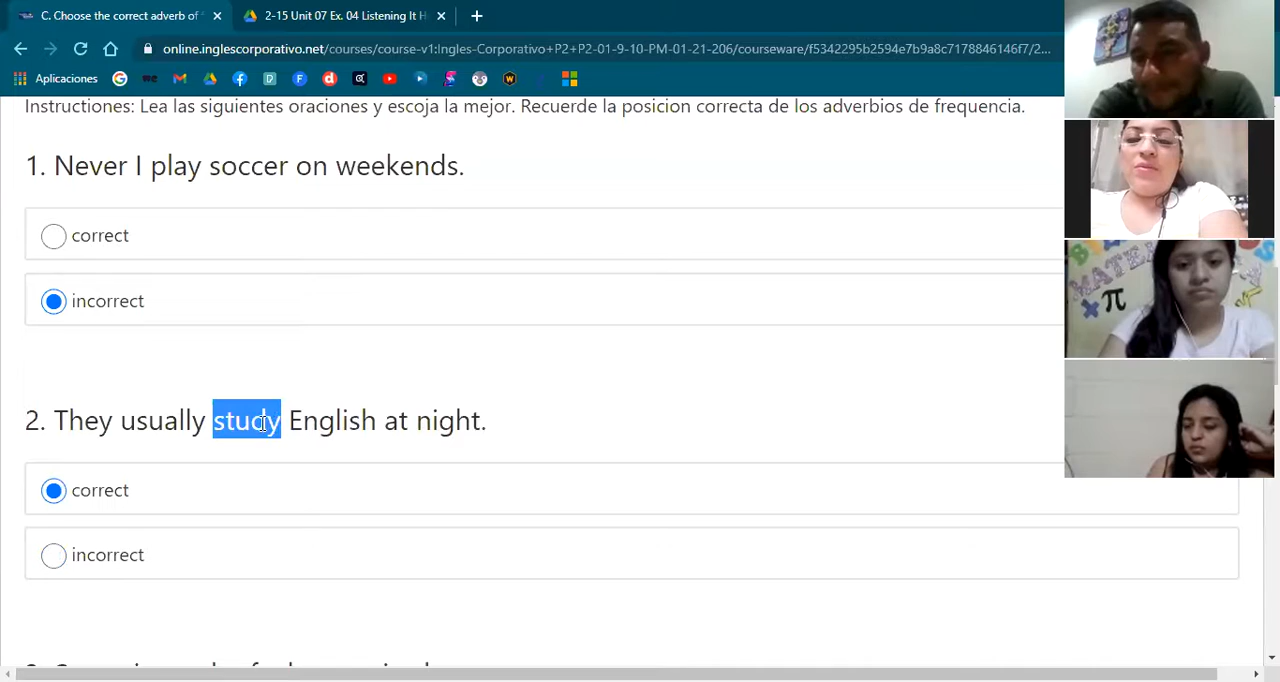 C. Choose the correct adverb of
2-15 Unit 07 Ex. 04 Listening It H
online.inglescorporativo.net/courses/course-v1:Ingles-Corporativo+P2+P2-01-9-10-PM-01-21-206/courseware/f5342295b2594e7b9a8c7178846146f7/2...
Aplicaciones
Instructiones: Lea las siguientes oraciones y escoja la mejor. Recuerde la posicion correcta de los adverbios de frequencia.
1. Never I play soccer on weekends.
correct
incorrect
2. They usually study English at night.
correct
incorrect